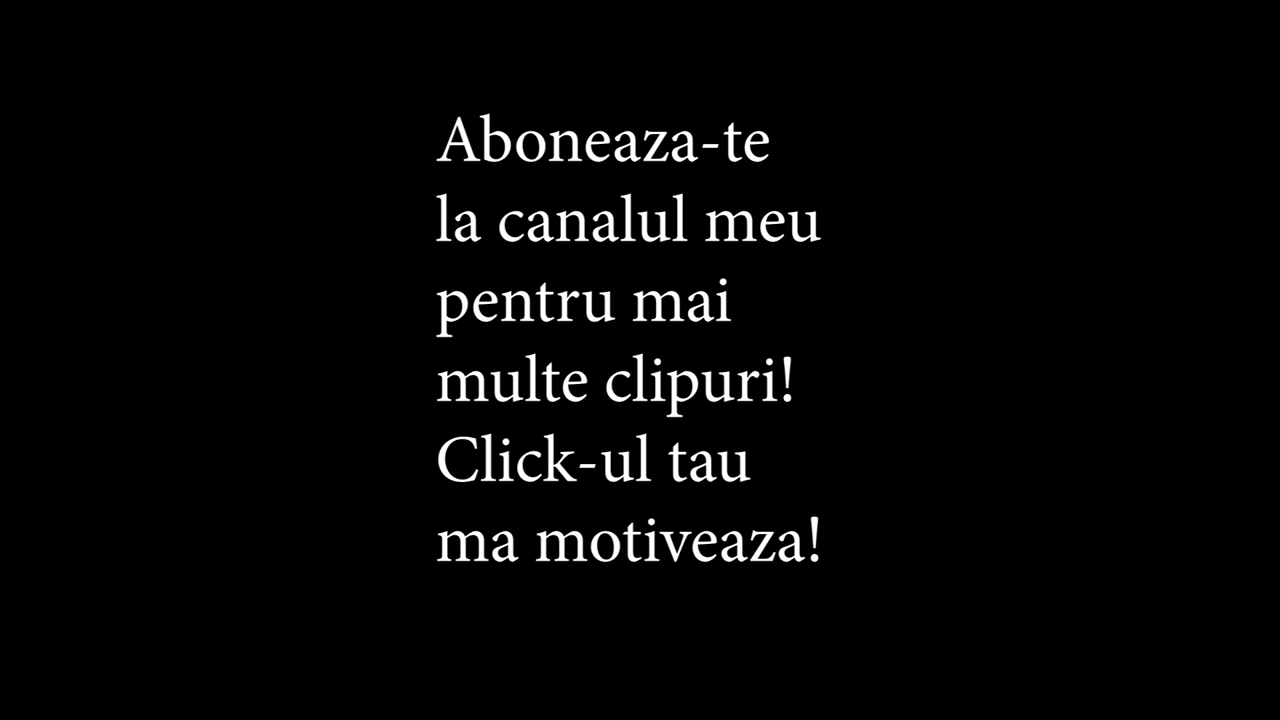 Aboneaza-te
la canalul meu
pentru mai
multe clipuri!
Click-ul tau
ma motiveaza!